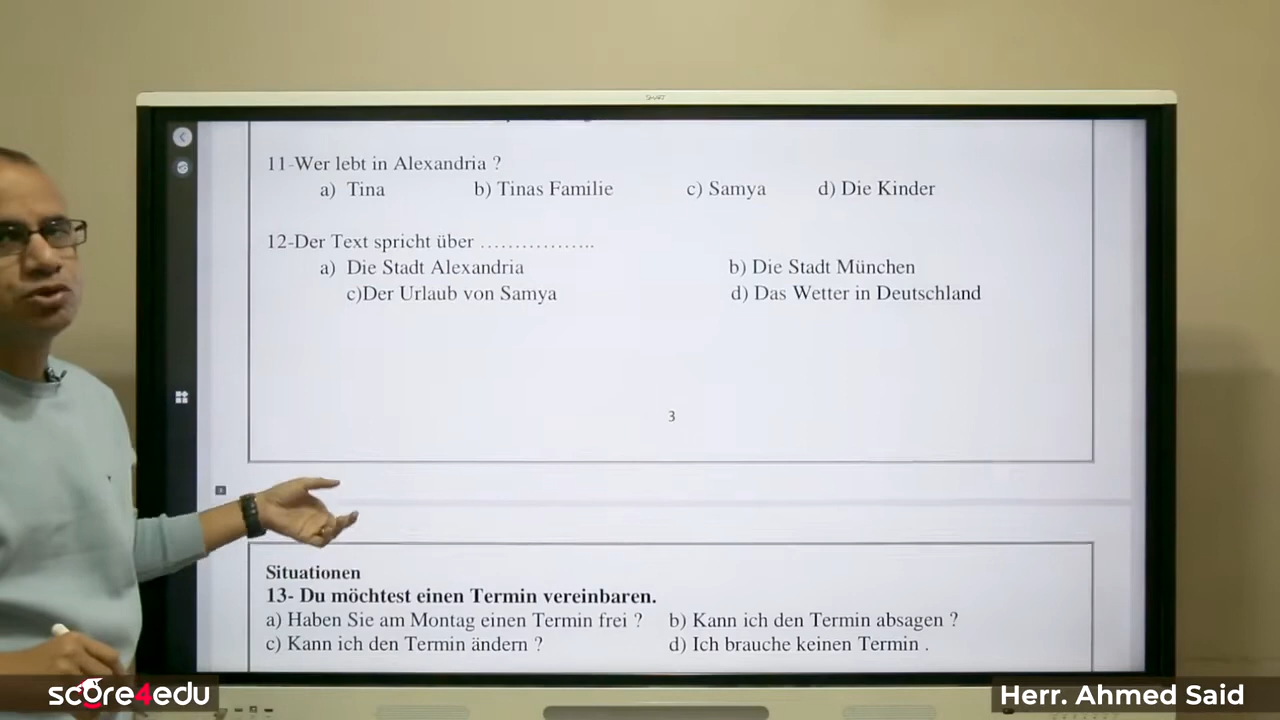 SMART
11-Wer lebt in Alexandria ?
a) Tina b) Tinas Familie c) Samya d) Die Kinder
12-Der Text spricht über ……………..
a) Die Stadt Alexandria b) Die Stadt München
c)Der Urlaub von Samya d) Das Wetter in Deutschland
3
Situationen
13- Du möchtest einen Termin vereinbaren.
a) Haben Sie am Montag einen Termin frei ? b) Kann ich den Termin absagen ?
c) Kann ich den Termin ändern ? d) Ich brauche keinen Termin .
score4edu
Herr. Ahmed Said